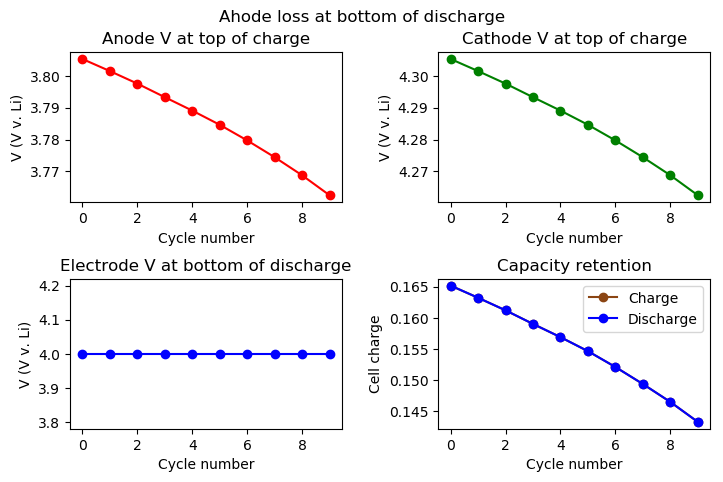 Ahode loss at bottom of discharge
Anode V at top of charge
V (V v. Li)
3.80
3.79
3.78
3.77
0 2 4 6 8
Cycle number
Cathode V at top of charge
V (V v. Li)
4.30
4.29
4.28
4.27
0 2 4 6 8
Cycle number
Electrode V at bottom of discharge
V (V v. Li)
4.2
4.1
4.0
3.9
3.8
0 2 4 6 8
Cycle number
Capacity retention
Cell charge
0.165
0.160
0.155
0.150
0.145
Charge
Discharge
0 2 4 6 8
Cycle number